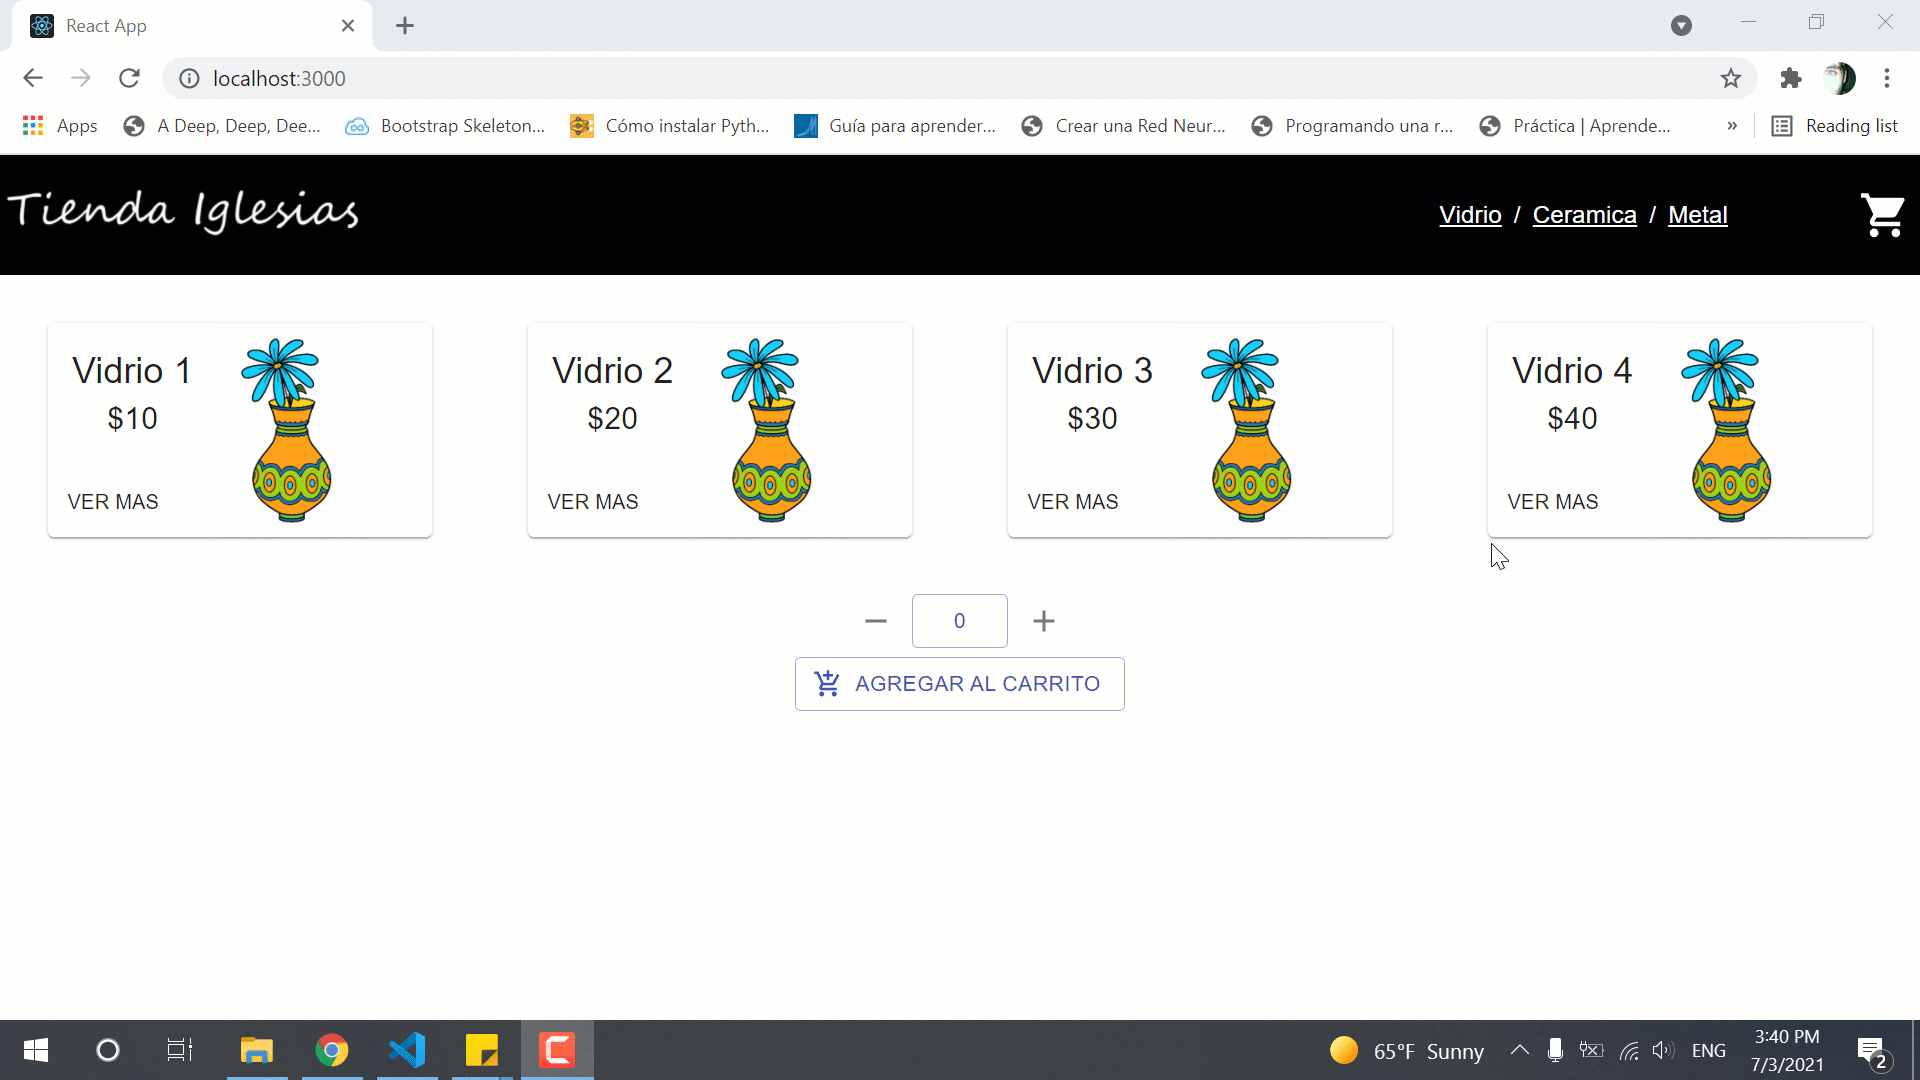 React App
localhost:3000
Apps A Deep, Deep, Dee... Bootstrap Skeleton... Cómo instalar Pyth... Guía para aprender... Crear una Red Neur... Programando una r... Práctica | Aprende... » Reading list
Tienda Iglesias
Vidrio / Ceramica / Metal
Vidrio 1
$10
VER MAS
Vidrio 2
$20
VER MAS
Vidrio 3
$30
VER MAS
Vidrio 4
$40
VER MAS
0
AGREGAR AL CARRITO
65°F Sunny
ENG
3:40 PM
7/3/2021
2